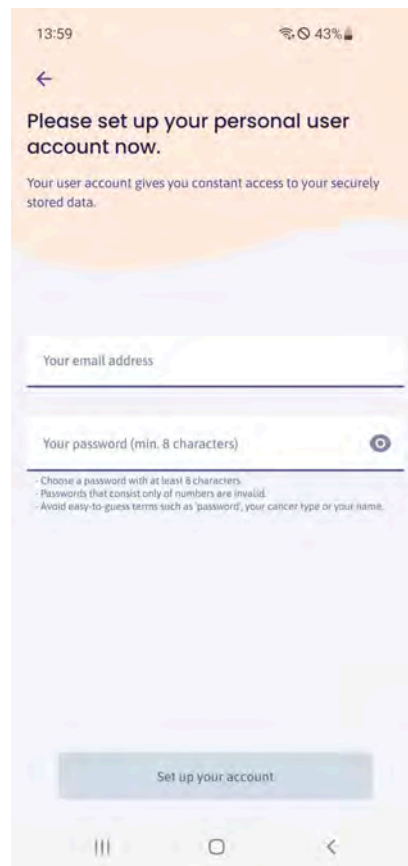 13:59
43%
Please set up your personal user
account now.
Your user account gives you constant access to your securely
stored data.
Your email address
Your password (min. 8 characters)
- Choose a password with at least 8 characters.
- Passwords that consist only of numbers are invalid.
- Avoid easy-to-guess terms such as 'password', your cancer type or your name.
Set up your account